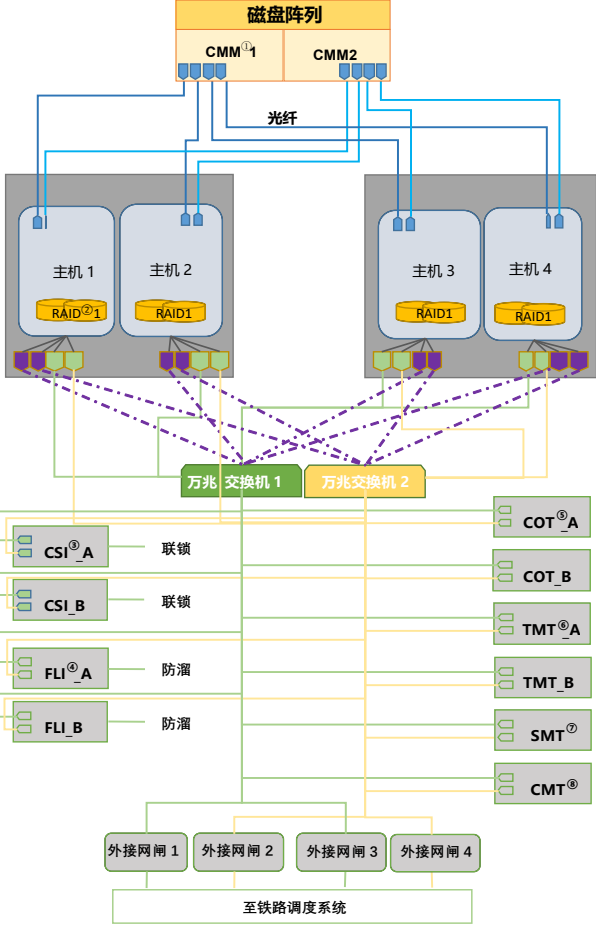 磁盘阵列
CMM①1
CMM2
光纤
主机 1
主机 2
主机 3
主机 4
RAID②1
RAID1
RAID1
RAID1
万兆 交换机 1
万兆交换机 2
COT⑤_A
CSI③_A
联锁
COT_B
CSI_B
联锁
TMT⑥_A
FLI④_A
防溜
TMT_B
FLI_B
防溜
SMT⑦
CMT⑧
外接网闸 1
外接网闸 2
外接网闸 3
外接网闸 4
至铁路调度系统